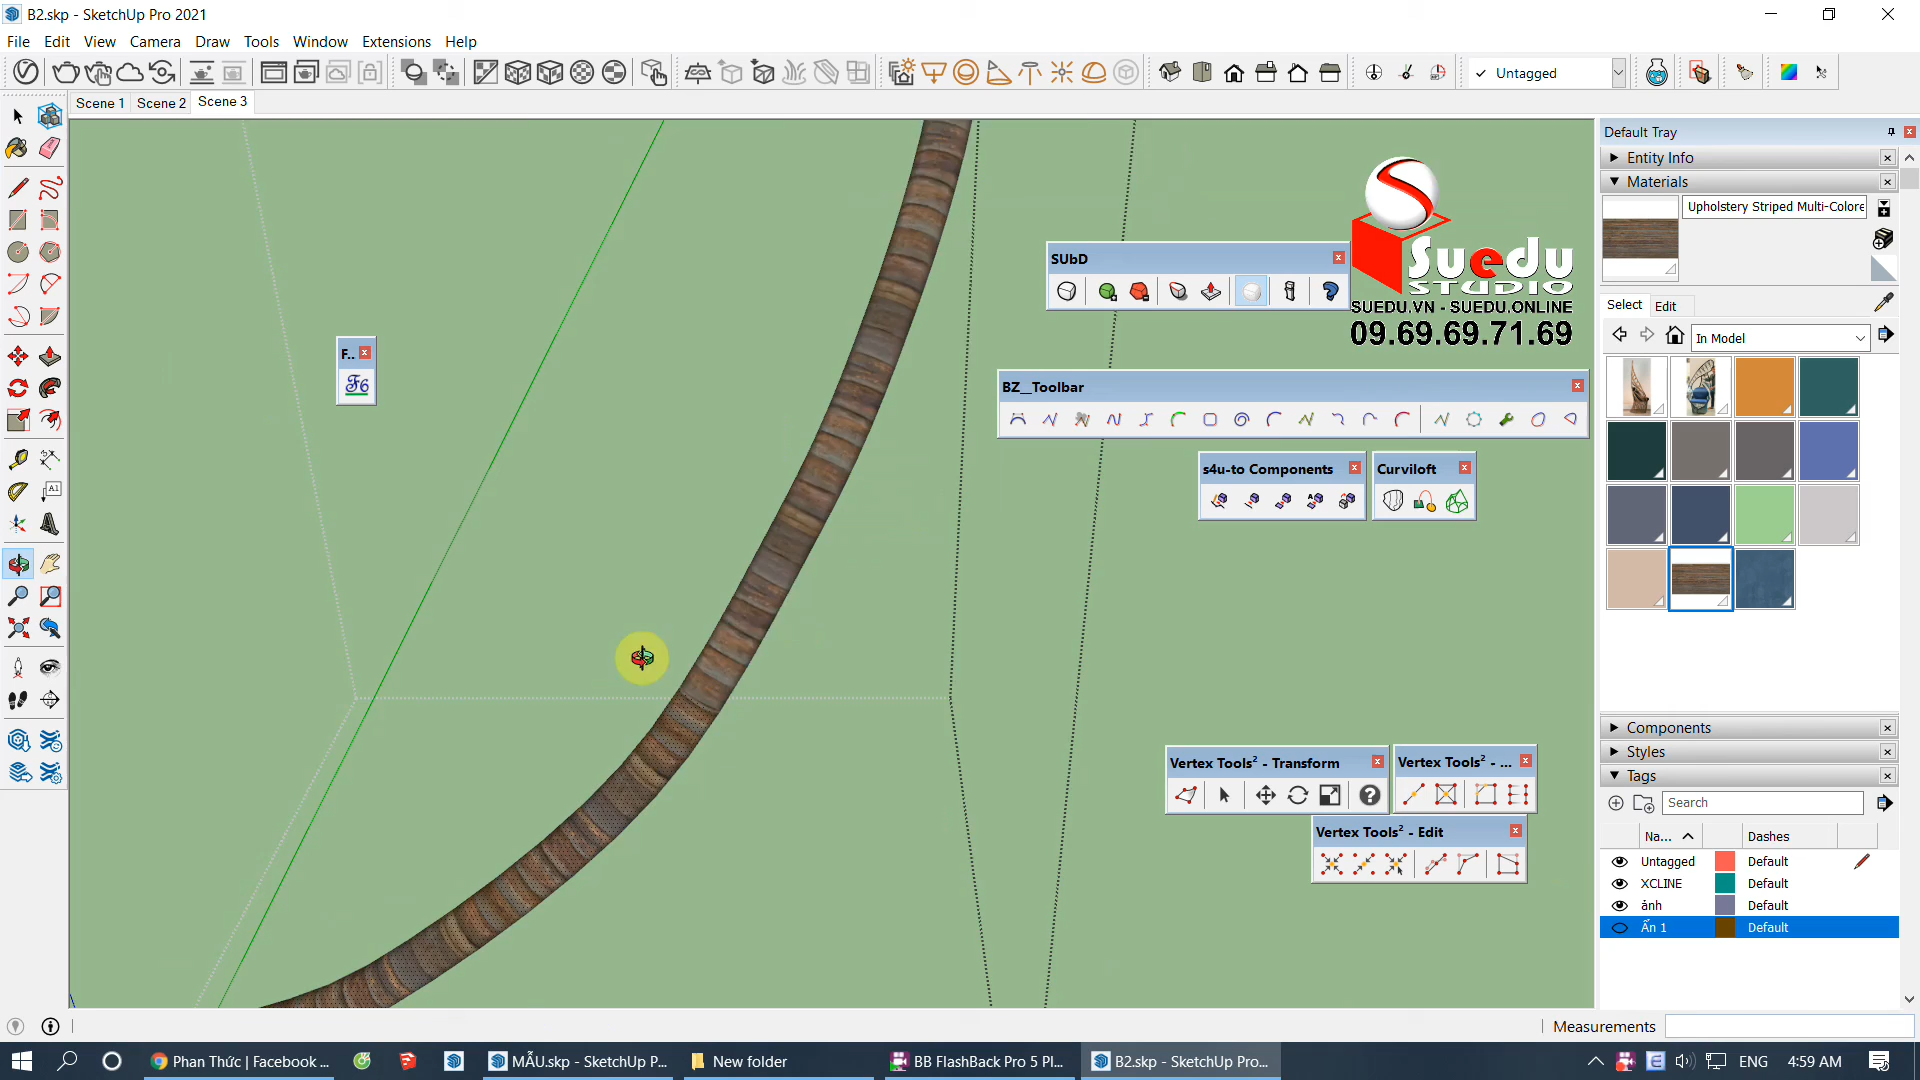 B2.skp - SketchUp Pro 2021
File Edit View Camera Draw Tools Window Extensions Help
Untagged
Scene 1 Scene 2 Scene 3
Default Tray
Entity Info
Materials
Upholstery Striped Multi-Colore
Select Edit
In Model
SUbD
Suedu
STUDIO
SUEDU.VN - SUEDU.ONLINE
09.69.69.71.69
F..
F6
BZ__Toolbar
s4u-to Components
Curviloft
Vertex Tools² - Transform
Vertex Tools² - ...
Vertex Tools² - Edit
Components
Styles
Tags
Search
Na... Dashes
Untagged Default
XCLINE Default
ảnh Default
Ẩn 1 Default
Measurements
Phan Thức | Facebook ...
MẪU.skp - SketchUp P...
New folder
BB FlashBack Pro 5 Pl...
B2.skp - SketchUp Pro...
ENG
4:59 AM